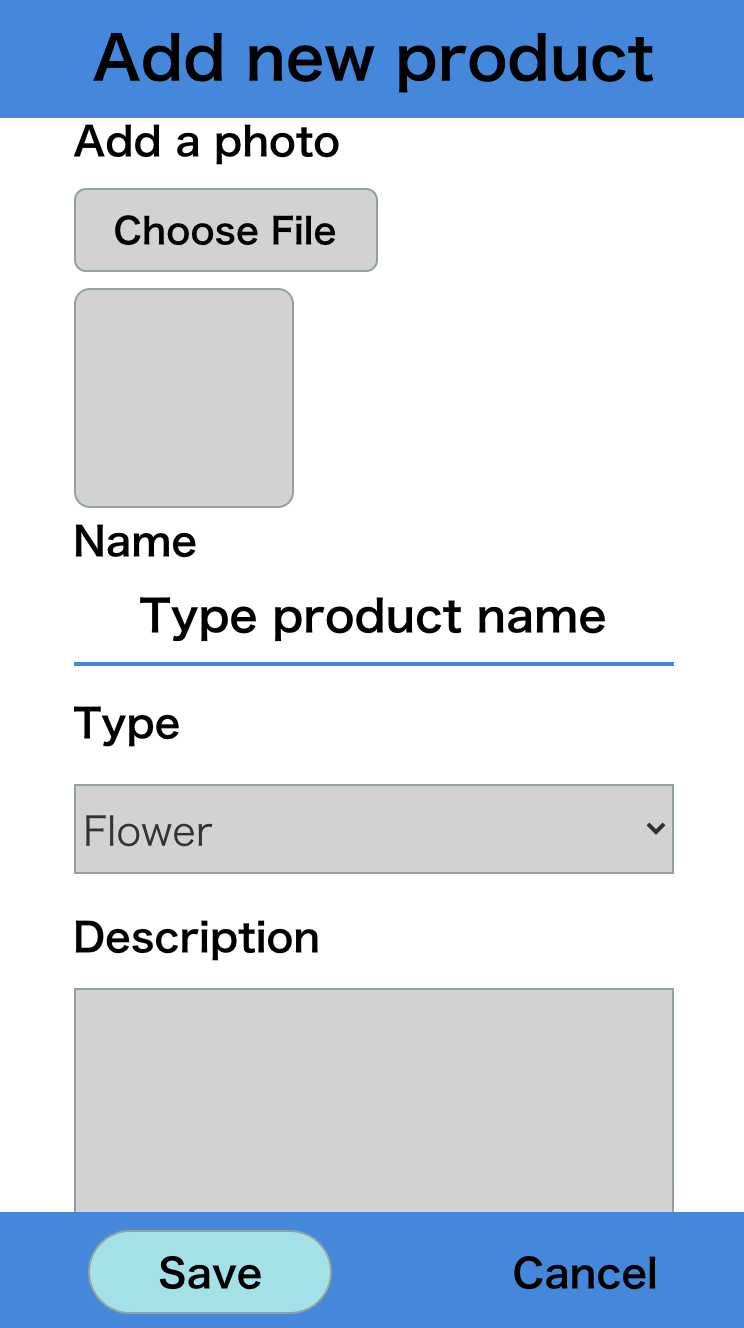 Add new product
Add a photo
Choose File
Name
Type product name
Type
Flower
Description
Save
Cancel